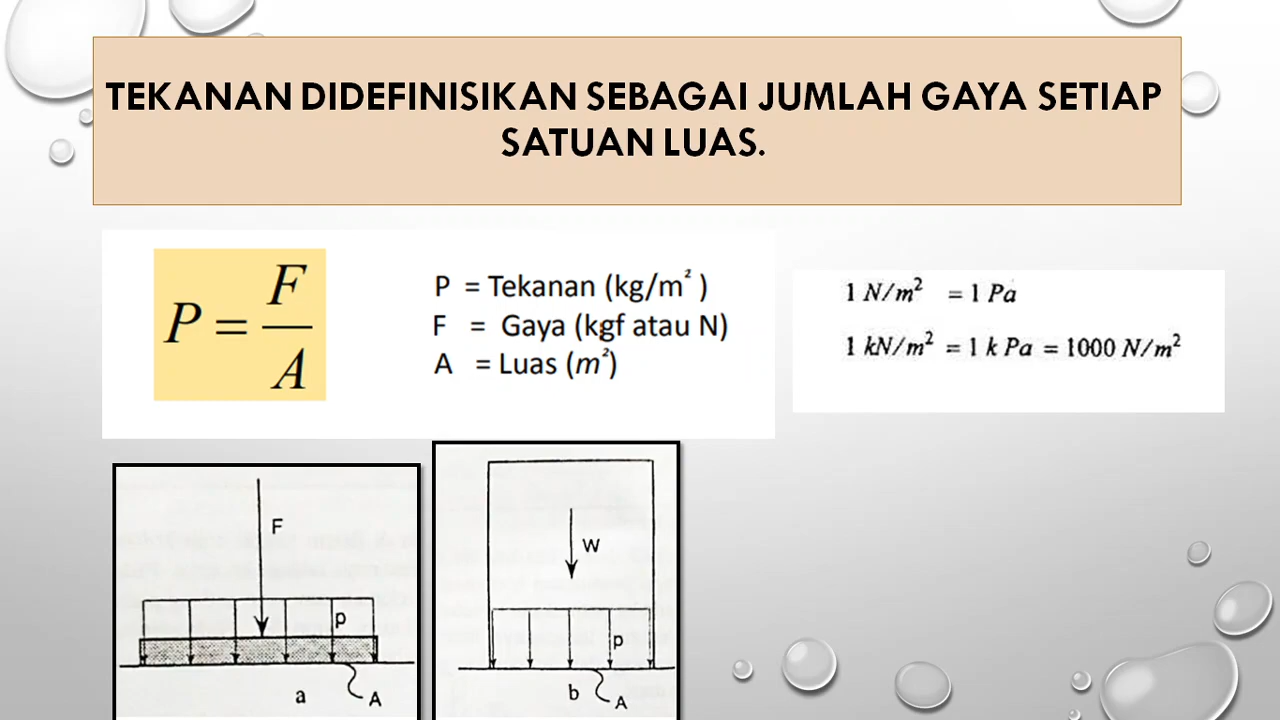 TEKANAN DIDEFINISIKAN SEBAGAI JUMLAH GAYA SETIAP
SATUAN LUAS.
P = F / A
P = Tekanan (kg/m²)
F = Gaya (kgf atau N)
A = Luas (m²)
1 N/m² = 1 Pa
1 kN/m² = 1 k Pa = 1000 N/m²
F
p
a
A
W
p
b
A